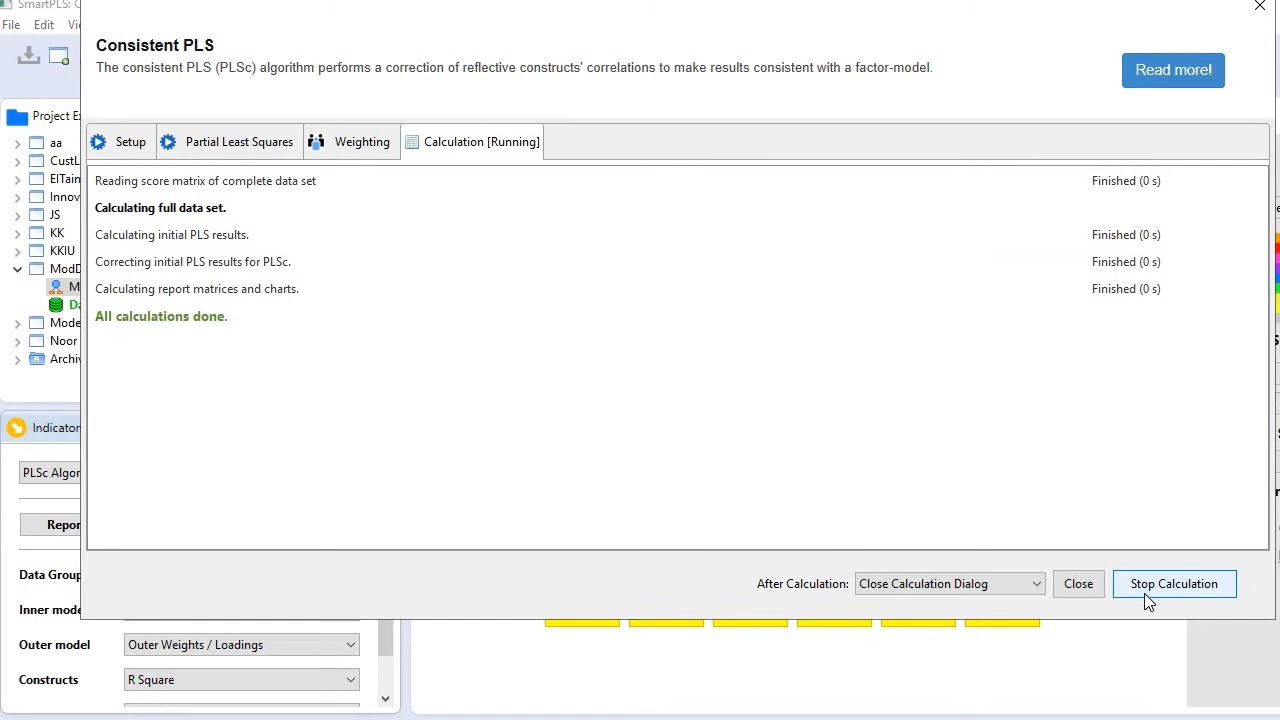 SmartPLS: C
File Edit Vi
Consistent PLS
The consistent PLS (PLSc) algorithm performs a correction of reflective constructs' correlations to make results consistent with a factor-model.
Read more!
Project Ex
aa
CustL
ElTain
Innov
JS
KK
KKIU
ModD
M
Da
Mode
Noor
Archiv
Setup Partial Least Squares Weighting Calculation [Running]
Reading score matrix of complete data set Finished (0 s)
Calculating full data set.
Calculating initial PLS results. Finished (0 s)
Correcting initial PLS results for PLSc. Finished (0 s)
Calculating report matrices and charts. Finished (0 s)
All calculations done.
After Calculation: Close Calculation Dialog Close Stop Calculation
Indicators
PLSc Algor
Repor
Data Group
Inner mode
Outer model Outer Weights / Loadings
Constructs R Square